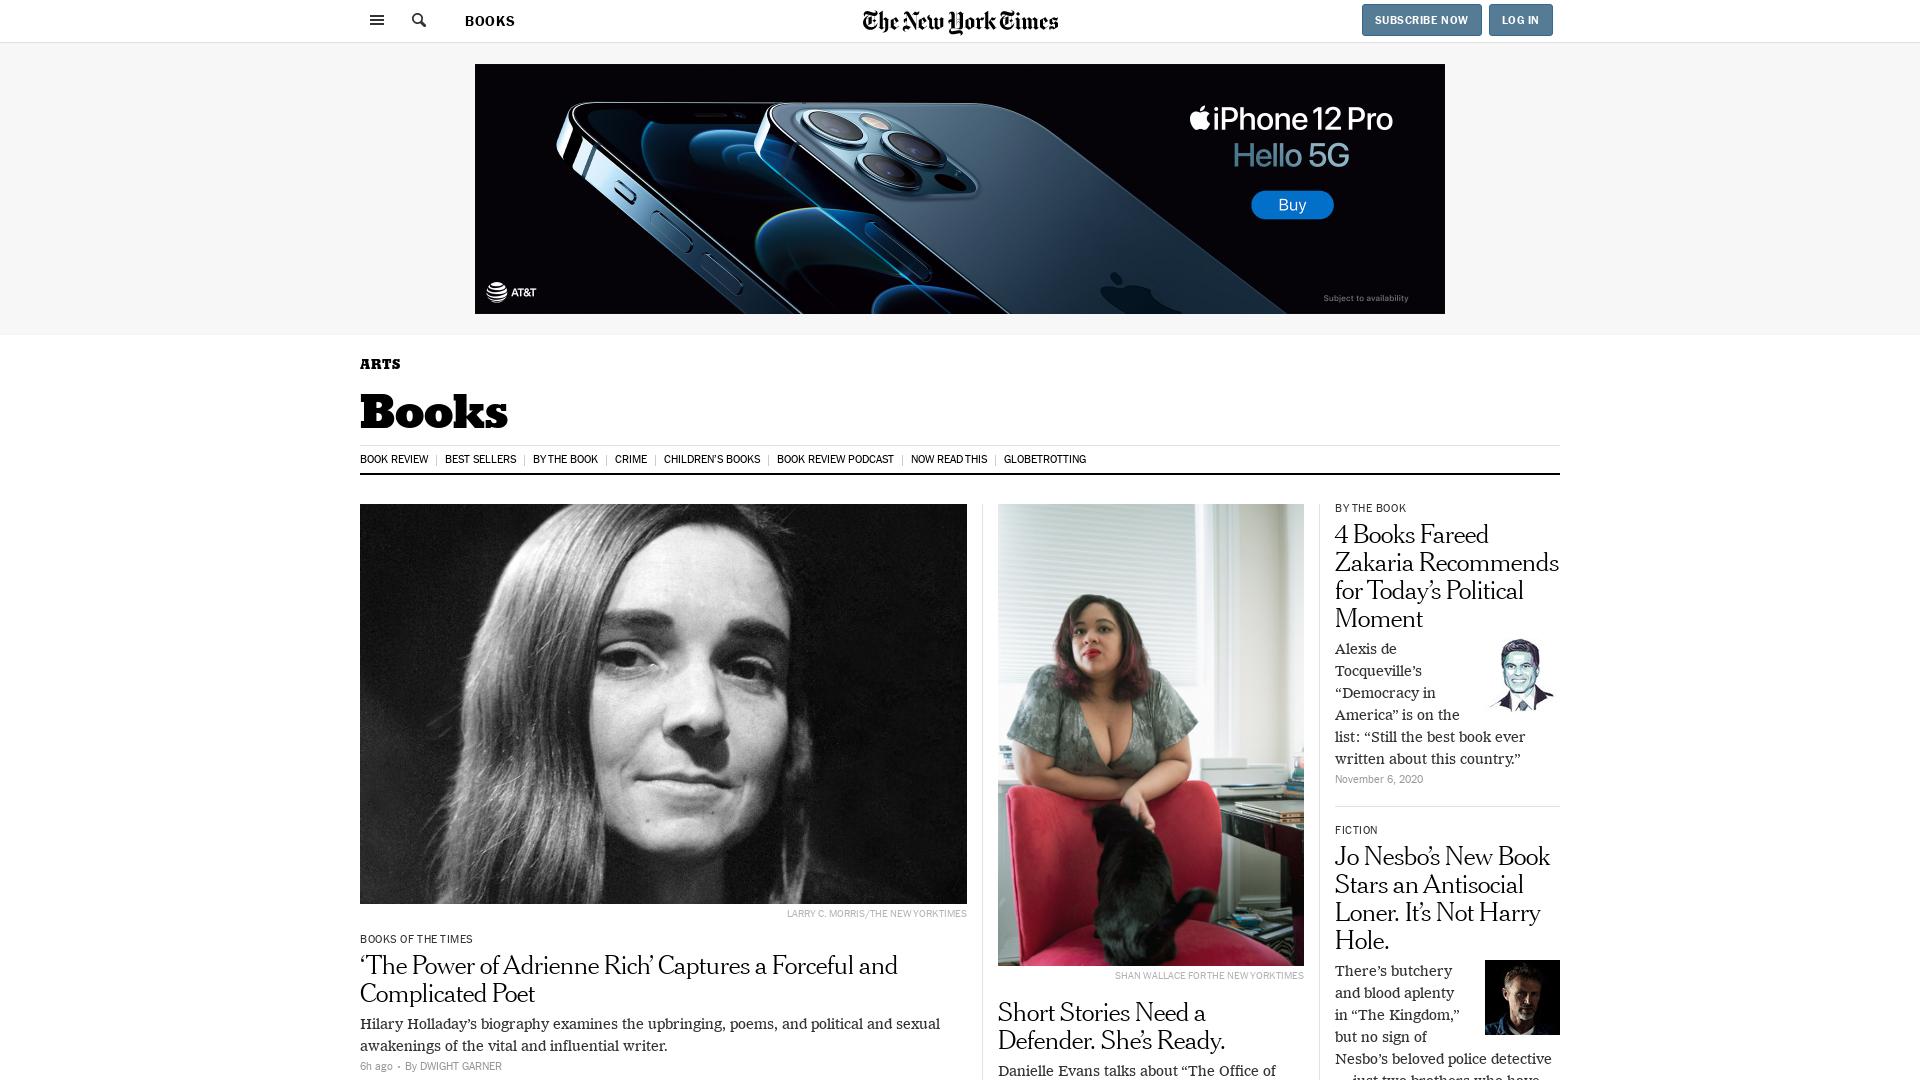 BOOKS
The New York Times
SUBSCRIBE NOW
LOG IN
iPhone 12 Pro
Hello 5G
Buy
AT&T
Subject to availability
ARTS
Books
BOOK REVIEW
BEST SELLERS
BY THE BOOK
CRIME
CHILDREN'S BOOKS
BOOK REVIEW PODCAST
NOW READ THIS
GLOBETROTTING
LARRY C. MORRIS/THE NEW YORK TIMES
BOOKS OF THE TIMES
‘The Power of Adrienne Rich’ Captures a Forceful and
Complicated Poet
Hilary Holladay’s biography examines the upbringing, poems, and political and sexual
awakenings of the vital and influential writer.
6h ago • By DWIGHT GARNER
SHAN WALLACE FOR THE NEW YORK TIMES
Short Stories Need a
Defender. She’s Ready.
Danielle Evans talks about “The Office of
BY THE BOOK
4 Books Fareed
Zakaria Recommends
for Today’s Political
Moment
Alexis de
Tocqueville’s
“Democracy in
America” is on the
list: “Still the best book ever
written about this country.”
November 6, 2020
FICTION
Jo Nesbo’s New Book
Stars an Antisocial
Loner. It’s Not Harry
Hole.
There’s butchery
and blood aplenty
in “The Kingdom,”
but no sign of
Nesbo’s beloved police detective
— just two brothers who have